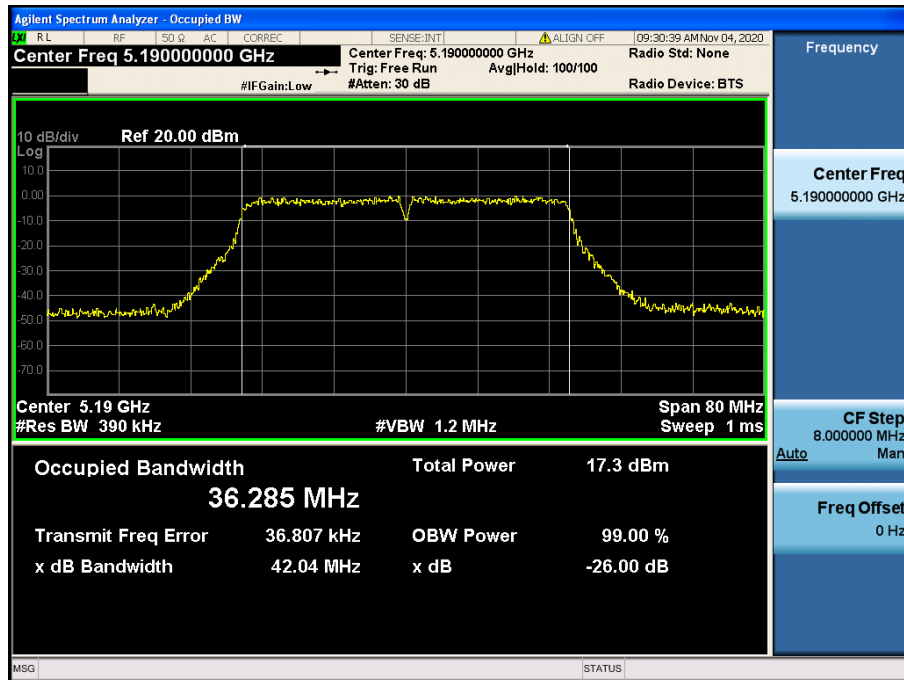 Agilent Spectrum Analyzer - Occupied BW
LXI RL RF 50 Ω AC CORREC SENSE:INT ALIGN OFF 09:30:39 AM Nov 04, 2020
Center Freq 5.190000000 GHz
Center Freq: 5.190000000 GHz
Radio Std: None
Trig: Free Run Avg|Hold: 100/100
#IFGain:Low
#Atten: 30 dB
Radio Device: BTS
10 dB/div Ref 20.00 dBm
Log
10.0
0.00
-10.0
-20.0
-30.0
-40.0
-50.0
-60.0
-70.0
Center 5.19 GHz Span 80 MHz
#Res BW 390 kHz #VBW 1.2 MHz Sweep 1 ms
Occupied Bandwidth Total Power 17.3 dBm
36.285 MHz
Transmit Freq Error 36.807 kHz OBW Power 99.00 %
x dB Bandwidth 42.04 MHz x dB -26.00 dB
MSG STATUS
Frequency
Center Freq
5.190000000 GHz
CF Step
8.000000 MHz
Auto Man
Freq Offset
0 Hz